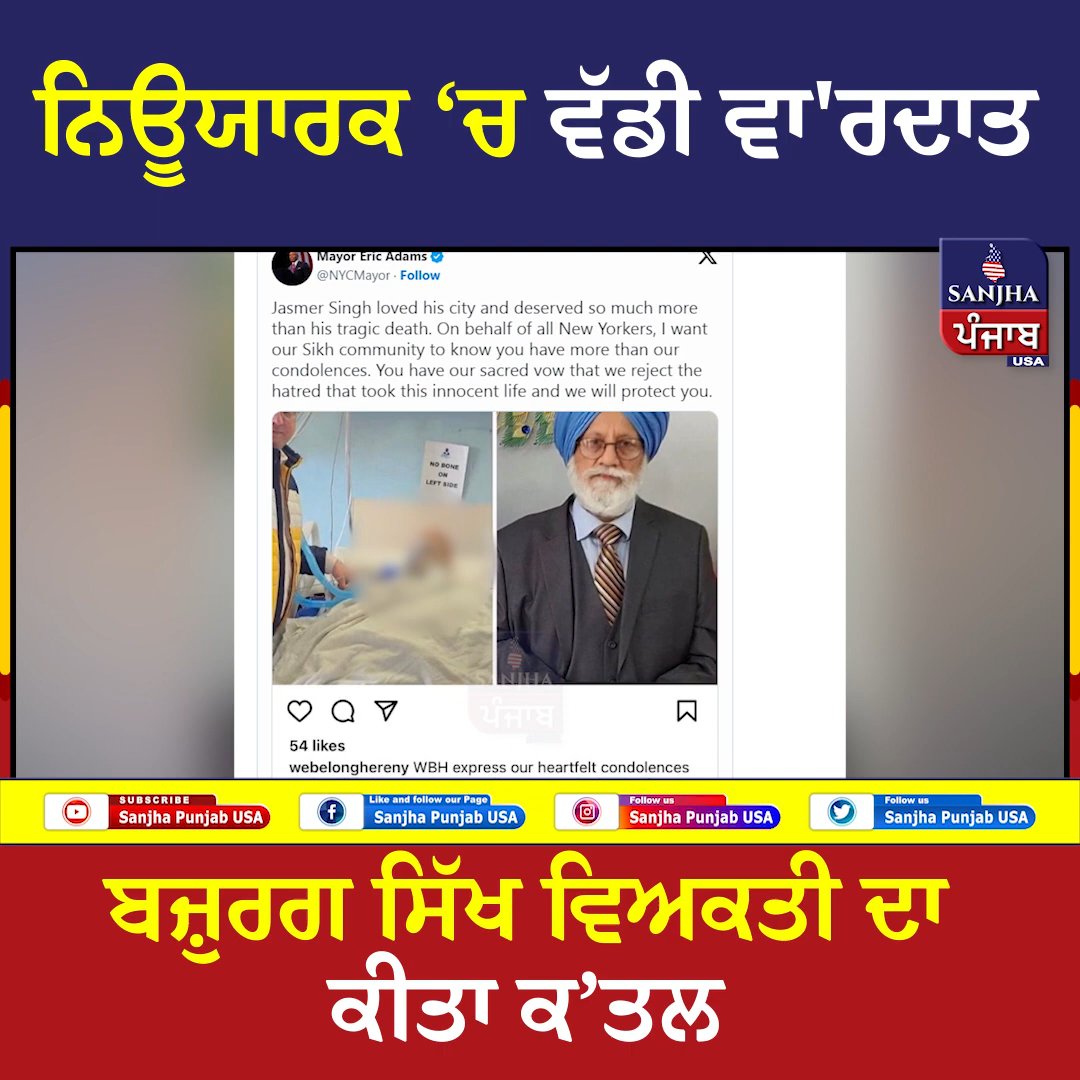 ਨਿਊਯਾਰਕ ‘ਚ ਵੱਡੀ ਵਾ'ਰਦਾਤ
Mayor Eric Adams
@NYCMayor · Follow
X
SANJHA
ਪੰਜਾਬ
USA
Jasmer Singh loved his city and deserved so much more
than his tragic death. On behalf of all New Yorkers, I want
our Sikh community to know you have more than our
condolences. You have our sacred vow that we reject the
hatred that took this innocent life and we will protect you.
NO BONE
ON
LEFT SIDE
NJHA
ਪੰਜਾਬ
54 likes
webelonghereny WBH express our heartfelt condolences
SUBSCRIBE
Sanjha Punjab USA
Like and follow our Page
Sanjha Punjab USA
Follow us
Sanjha Punjab USA
Follow us
Sanjha Punjab USA
ਬਜ਼ੁਰਗ ਸਿੱਖ ਵਿਅਕਤੀ ਦਾ
ਕੀਤਾ ਕ’ਤਲ